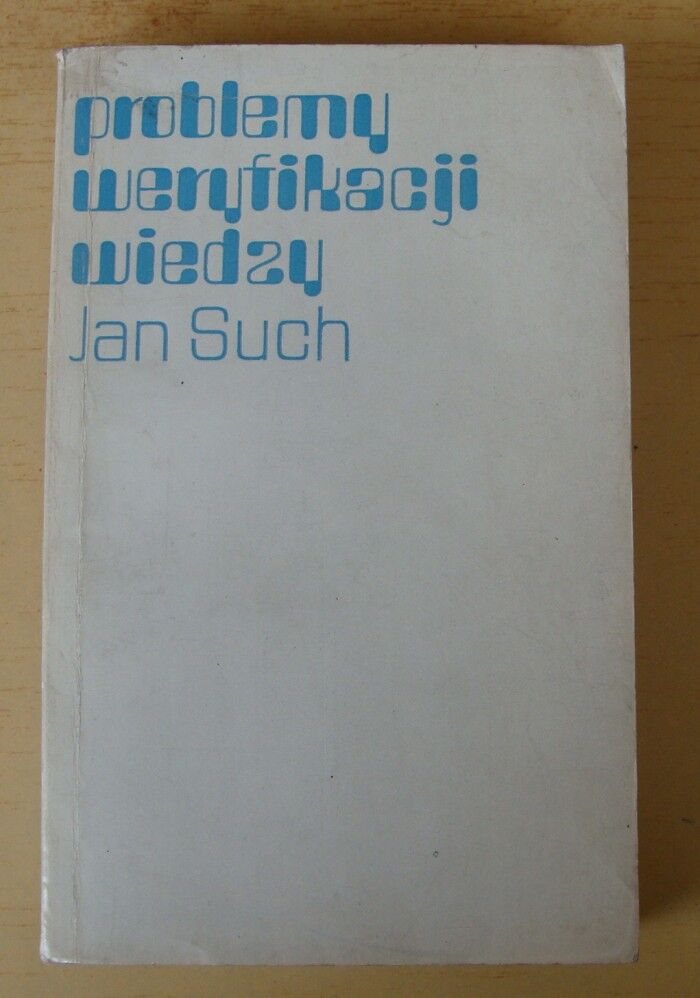 problemy
weryfikacji
wiedzy
Jan Such